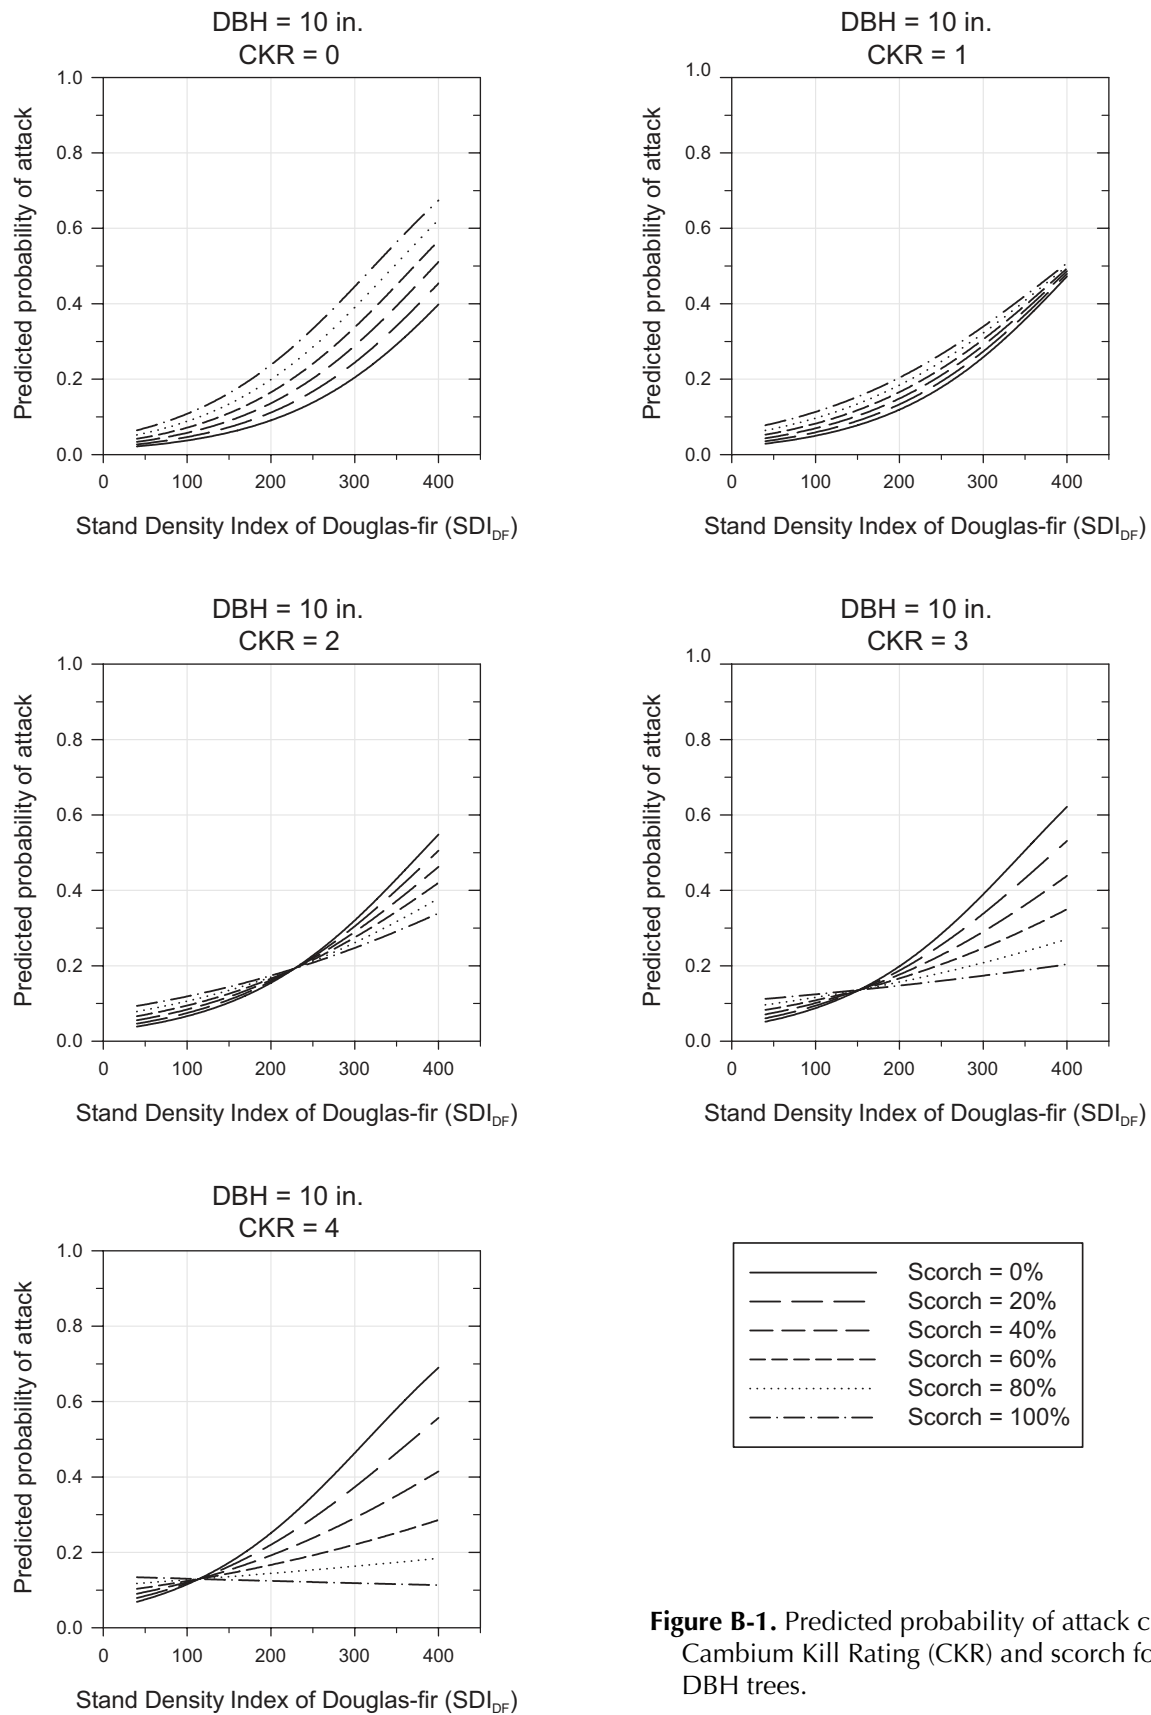 DBH = 10 in.
CKR = 0
Predicted probability of attack
1.0
0.8
0.6
0.4
0.2
0.0
0 100 200 300 400
Stand Density Index of Douglas-fir (SDI_DF)
DBH = 10 in.
CKR = 1
Predicted probability of attack
1.0
0.8
0.6
0.4
0.2
0.0
0 100 200 300 400
Stand Density Index of Douglas-fir (SDI_DF)
DBH = 10 in.
CKR = 2
Predicted probability of attack
1.0
0.8
0.6
0.4
0.2
0.0
0 100 200 300 400
Stand Density Index of Douglas-fir (SDI_DF)
DBH = 10 in.
CKR = 3
Predicted probability of attack
1.0
0.8
0.6
0.4
0.2
0.0
0 100 200 300 400
Stand Density Index of Douglas-fir (SDI_DF)
DBH = 10 in.
CKR = 4
Predicted probability of attack
1.0
0.8
0.6
0.4
0.2
0.0
0 100 200 300 400
Stand Density Index of Douglas-fir (SDI_DF)
Scorch = 0%
Scorch = 20%
Scorch = 40%
Scorch = 60%
Scorch = 80%
Scorch = 100%
Figure B-1. Predicted probability of attack
Cambium Kill Rating (CKR) and scorch
DBH trees.